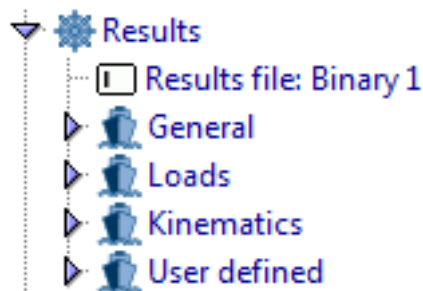 Results
Results file: Binary 1
General
Loads
Kinematics
User defined